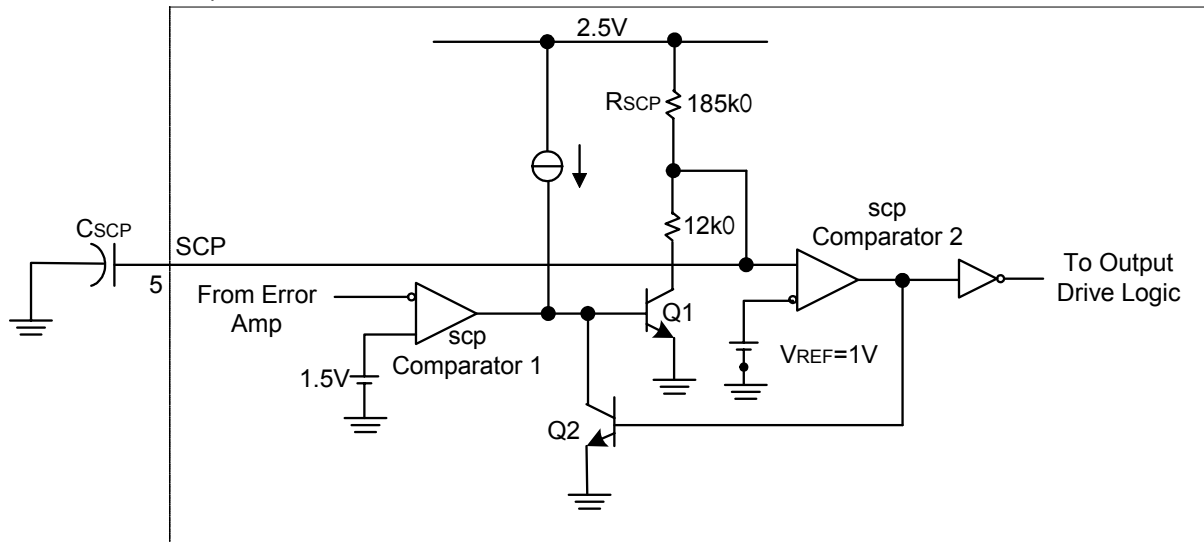 2.5V
RSCP 185k0
12k0
scp
Comparator 2
CSCP
SCP
5
From Error
Amp
scp
Comparator 1
1.5V
Q1
VREF=1V
To Output
Drive Logic
Q2